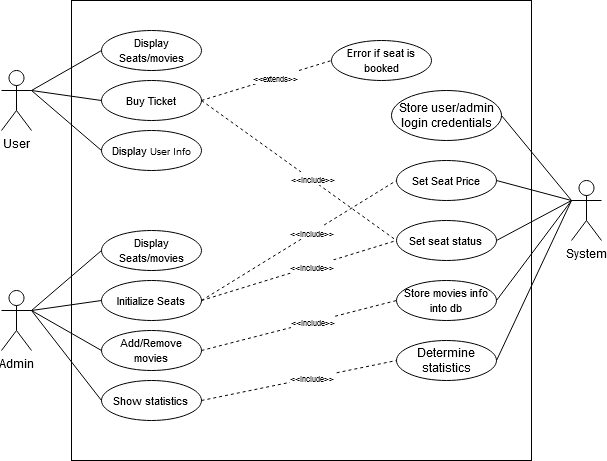 Display
Seats/movies
Error if seat is
booked
<<extends>>
Buy Ticket
Store user/admin
login credentials
User
Display User Info
<<include>>
Set Seat Price
<<include>>
Display
Seats/movies
Set seat status
System
<<include>>
Initialize Seats
Store movies info
into db
<<include>>
Add/Remove
movies
Admin
Determine
statistics
<<include>>
Show statistics